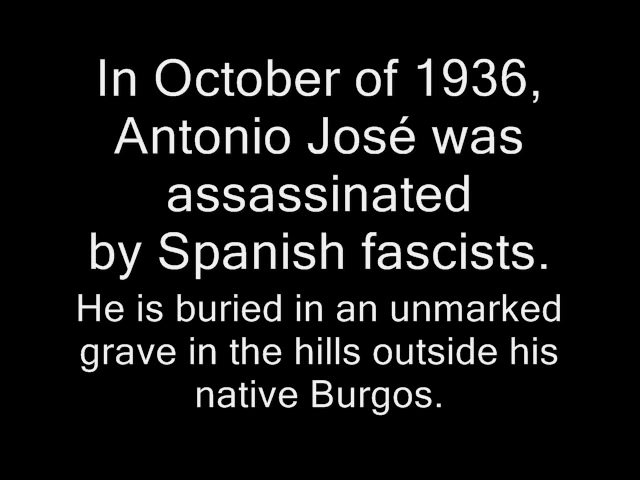 In October of 1936,
Antonio José was
assassinated
by Spanish fascists.
He is buried in an unmarked
grave in the hills outside his
native Burgos.